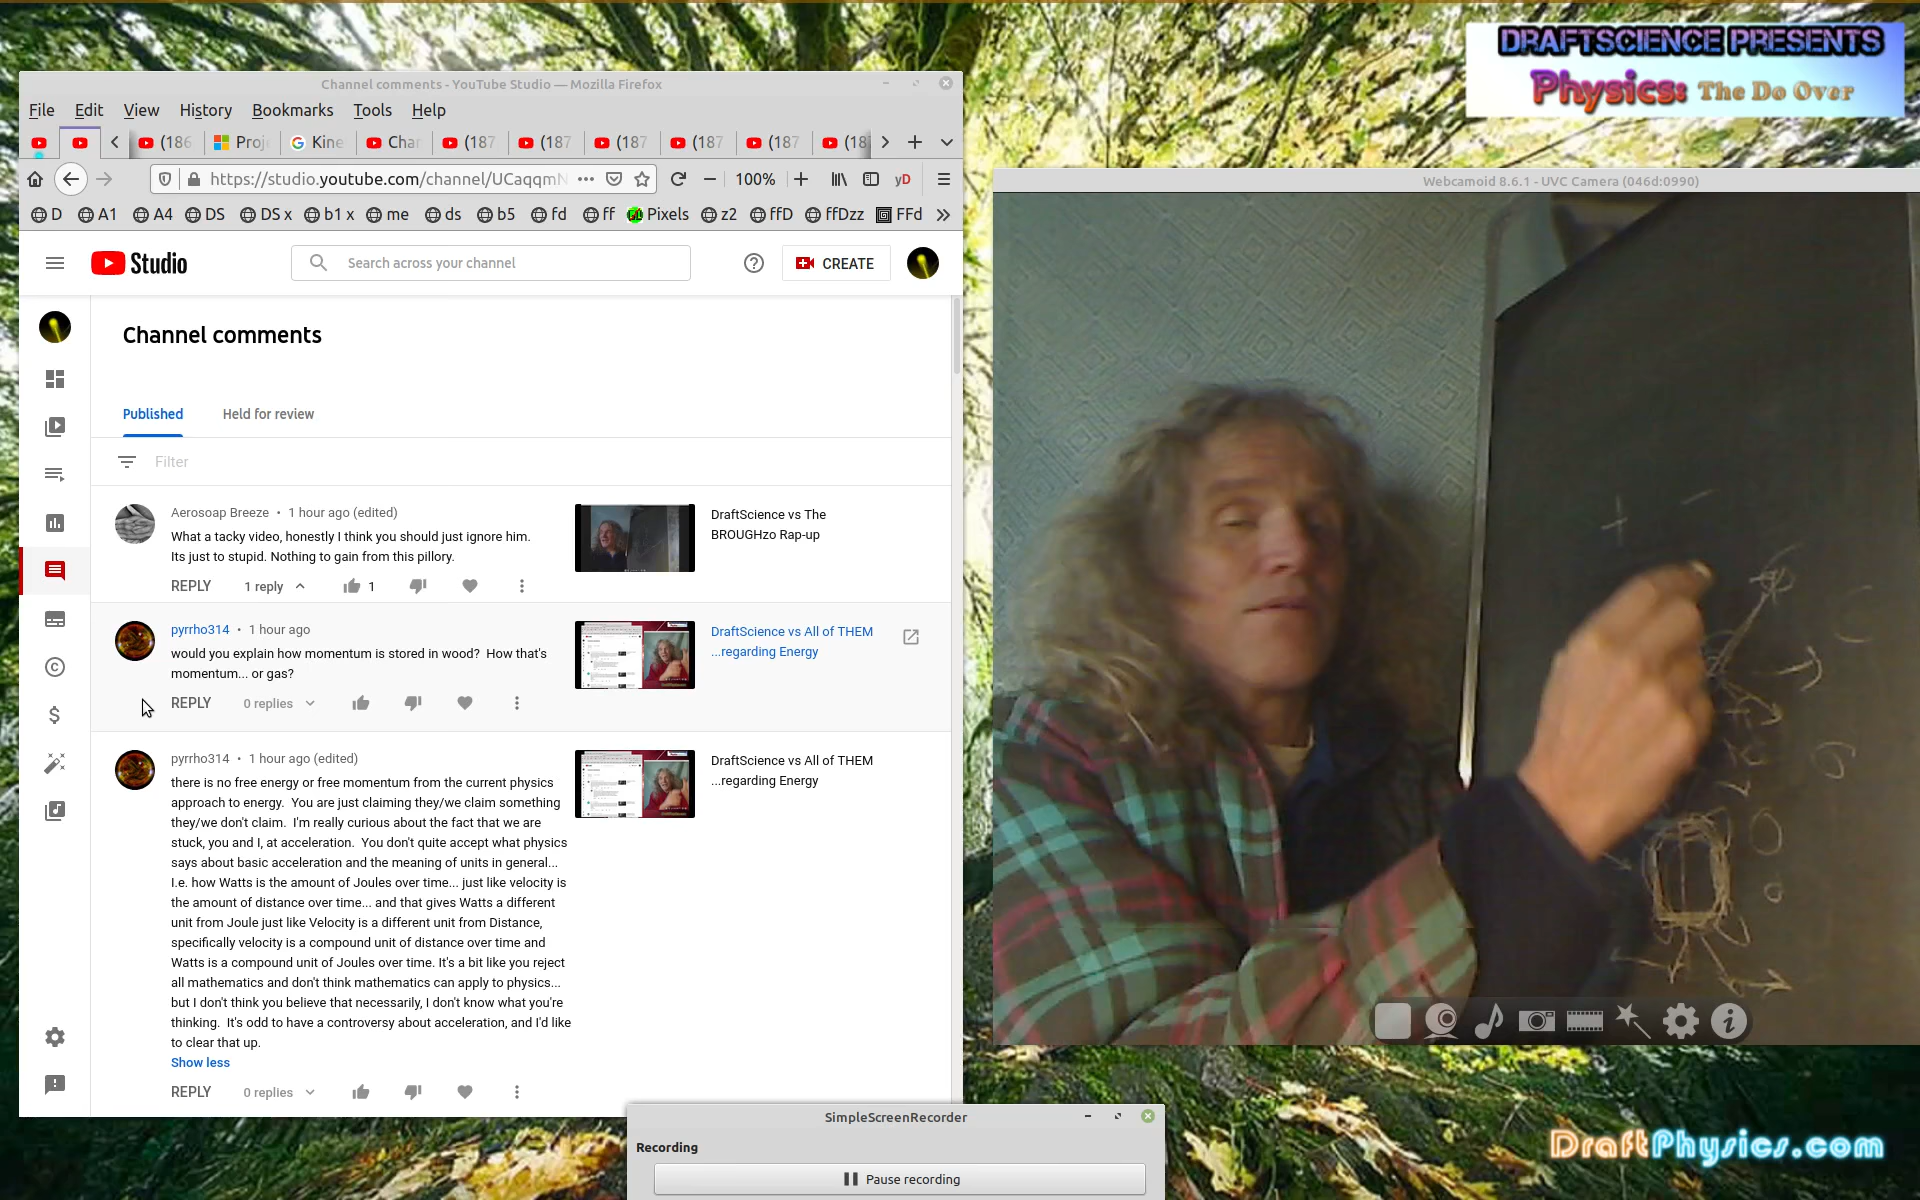 DRAFTSCIENCE PRESENTS
Physics: The Do Over
Channel comments - YouTube Studio — Mozilla Firefox
File Edit View History Bookmarks Tools Help
(186 Proj Kine Chan (187 (187 (187 (187 (187 (18
https://studio.youtube.com/channel/UCaqqmN ••• 100% yD
D A1 A4 DS DS x b1 x me ds b5 fd ff Pixels z2 ffD ffDzz FFd
Webcamoid 8.6.1 - UVC Camera (046d:0990)
Studio Search across your channel CREATE
Channel comments
Published Held for review
Filter
Aerosoap Breeze • 1 hour ago (edited)
What a tacky video, honestly I think you should just ignore him.
Its just to stupid. Nothing to gain from this pillory.
REPLY 1 reply 1
DraftScience vs The
BROUGHzo Rap-up
pyrrho314 • 1 hour ago
would you explain how momentum is stored in wood? How that's
momentum... or gas?
REPLY 0 replies
DraftScience vs All of THEM
...regarding Energy
pyrrho314 • 1 hour ago (edited)
there is no free energy or free momentum from the current physics
approach to energy. You are just claiming they/we claim something
they/we don't claim. I'm really curious about the fact that we are
stuck, you and I, at acceleration. You don't quite accept what physics
says about basic acceleration and the meaning of units in general...
I.e. how Watts is the amount of Joules over time... just like velocity is
the amount of distance over time... and that gives Watts a different
unit from Joule just like Velocity is a different unit from Distance,
specifically velocity is a compound unit of distance over time and
Watts is a compound unit of Joules over time. It's a bit like you reject
all mathematics and don't think mathematics can apply to physics...
but I don't think you believe that necessarily, I don't know what you're
thinking. It's odd to have a controversy about acceleration, and I'd like
to clear that up.
Show less
REPLY 0 replies
DraftScience vs All of THEM
...regarding Energy
SimpleScreenRecorder
Recording
Pause recording
DraftPhysics.com